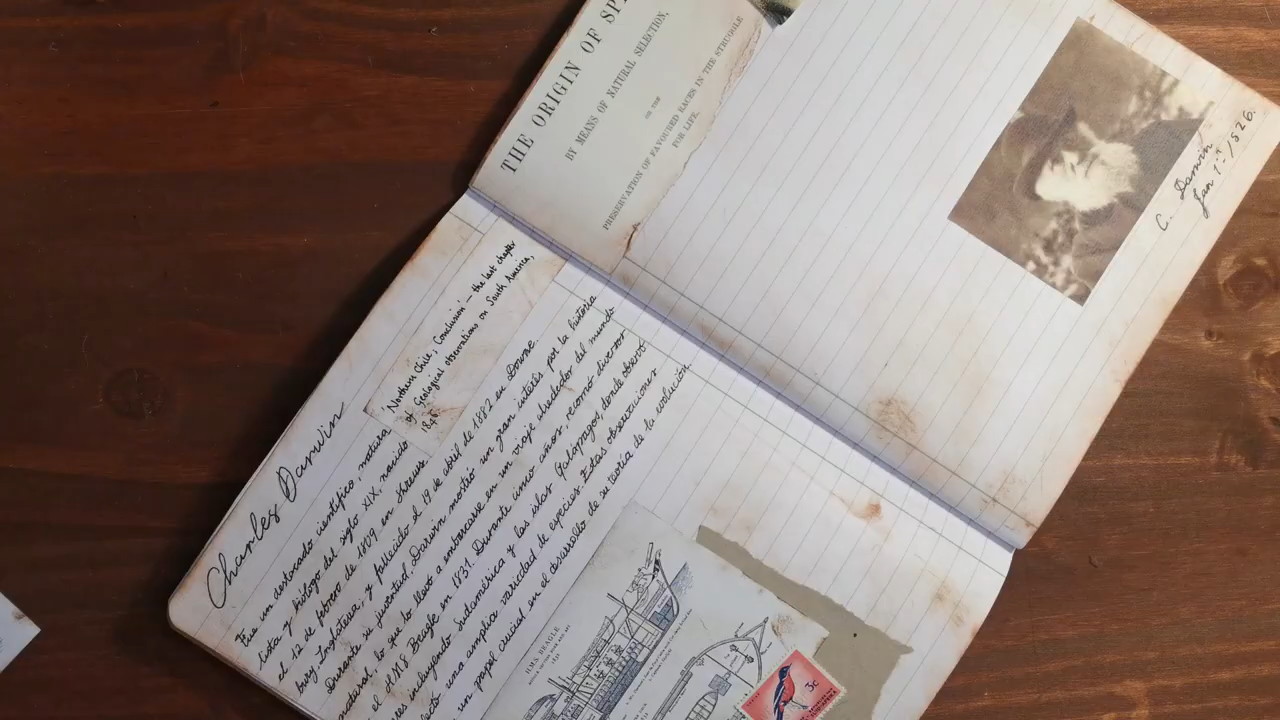 THE ORIGIN OF
BY MEANS OF NATURAL SELECTION,
OR THE
PRESERVATION OF FAVOURED RACES IN THE STRUGGLE
FOR LIFE.
C. Darwin
Jan 1st-1826.
'Northern Chile, Conclusion' - the last chapter
of Geological observations on South America,
1846
Charles Darwin
Fue un destacado científico, natura
lista y biólogo del siglo XIX, nacido
el 12 de febrero de 1809 en Shrews
bury, Inglaterra, y fallecido el 19 de abril de 1882 en Downe.
Durante su juventud, Darwin mostró un gran interés por la historia
natural, lo que lo llevó a embarcarse en un viaje alrededor del mundo
el HMS Beagle en 1831. Durante cinco años, recorrió diversos
incluyendo Sudamérica y las islas Galápagos, donde observó
una amplia variedad de especies. Estas observaciones
un papel crucial en el desarrollo de su teoría de la evolución.
H.M.S. BEAGLE
3c